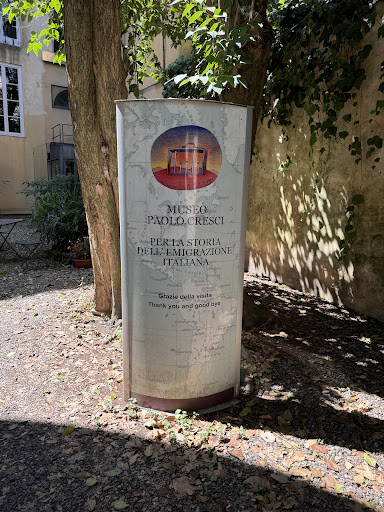 MUSEO
PAOLO CRESCI
PER LA STORIA
DELL' EMIGRAZIONE
ITALIANA
Grazie della visita
Thank you and good bye